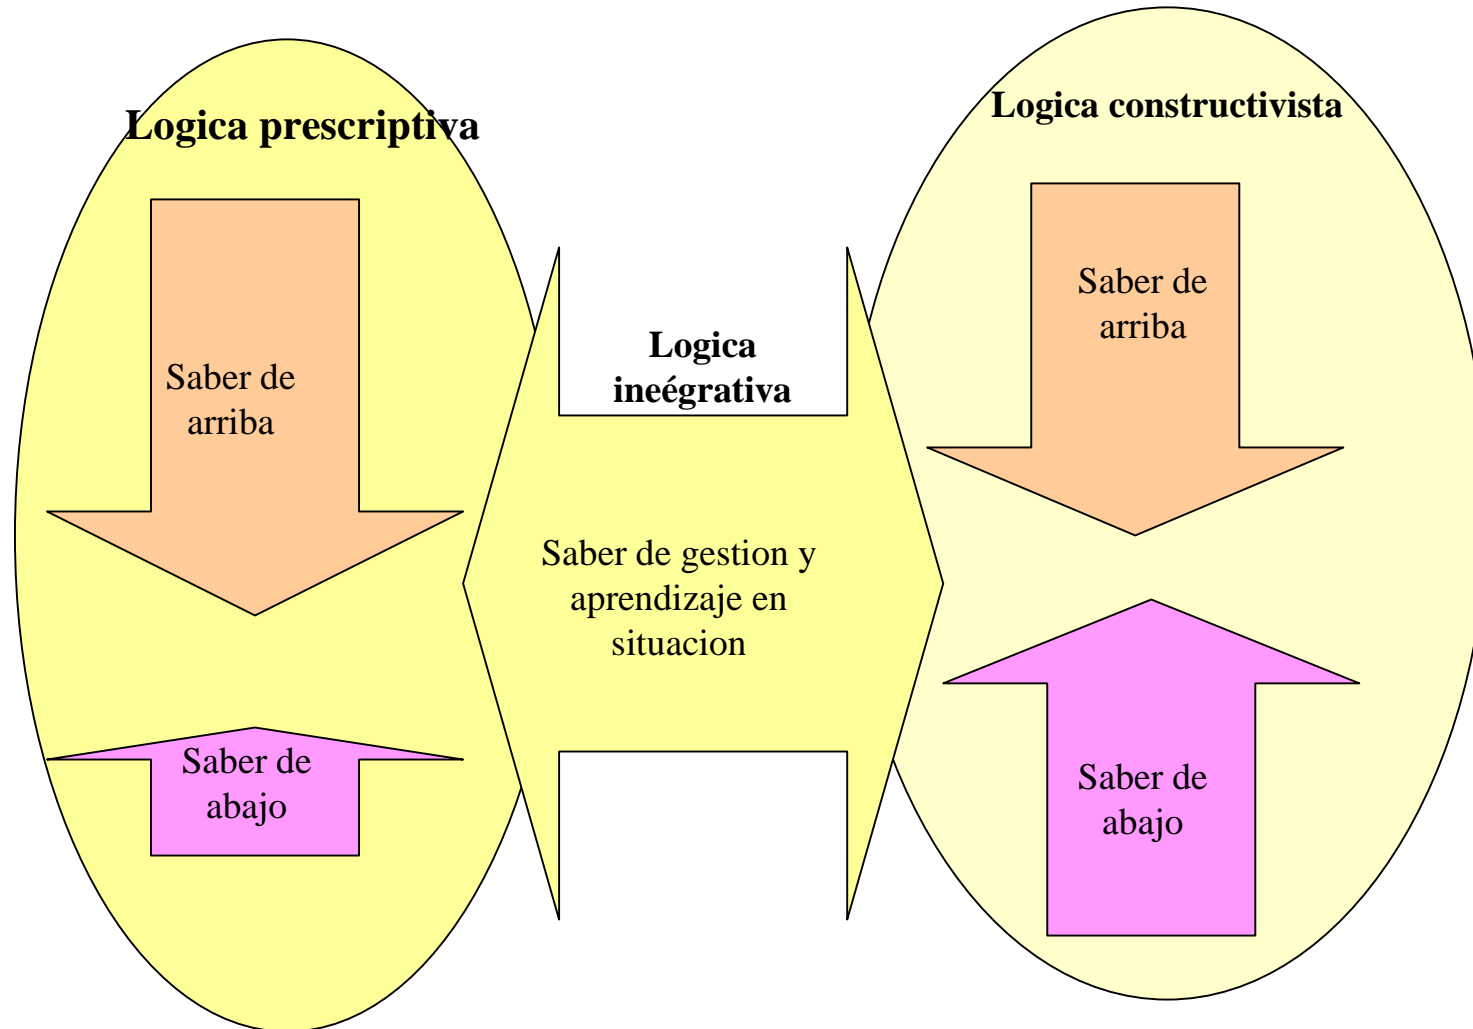 Logica prescriptiva
Saber de
arriba
Saber de
abajo
Logica
ineégrativa
Saber de gestion y
aprendizaje en
situacion
Logica constructivista
Saber de
arriba
Saber de
abajo